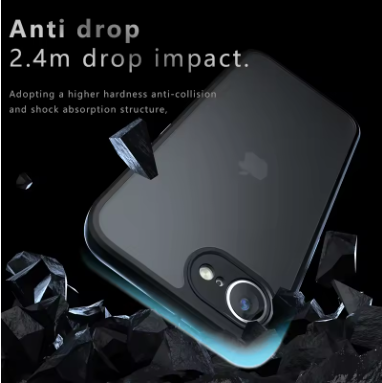 Anti drop
2.4m drop impact.
Adopting a higher hardness anti-collision
and shock absorption structure,